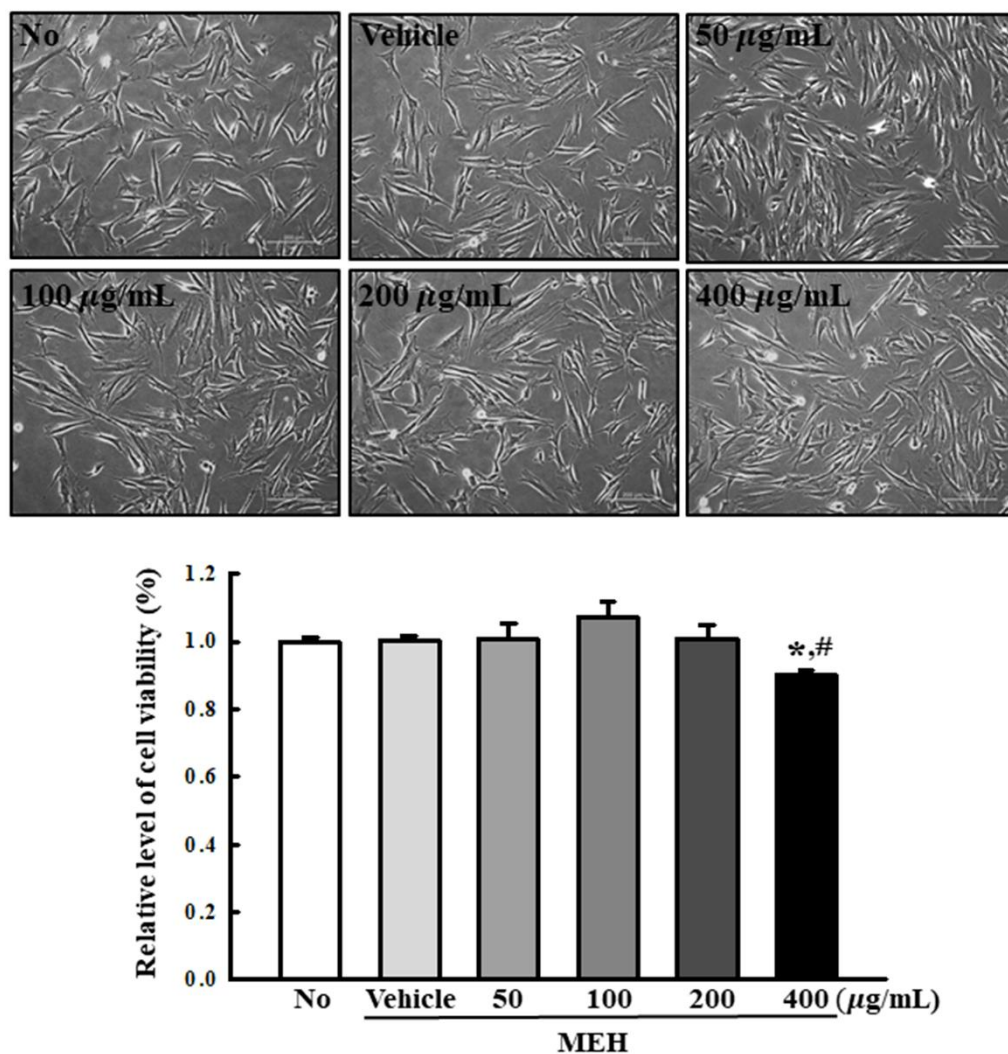 No
Vehicle
50 µg/mL
100 µg/mL
200 µg/mL
400 µg/mL
Relative level of cell viability (%)
1.2
1.0
0.8
0.6
0.4
0.2
0.0
No Vehicle 50 100 200 400 (µg/mL)
MEH
*,#